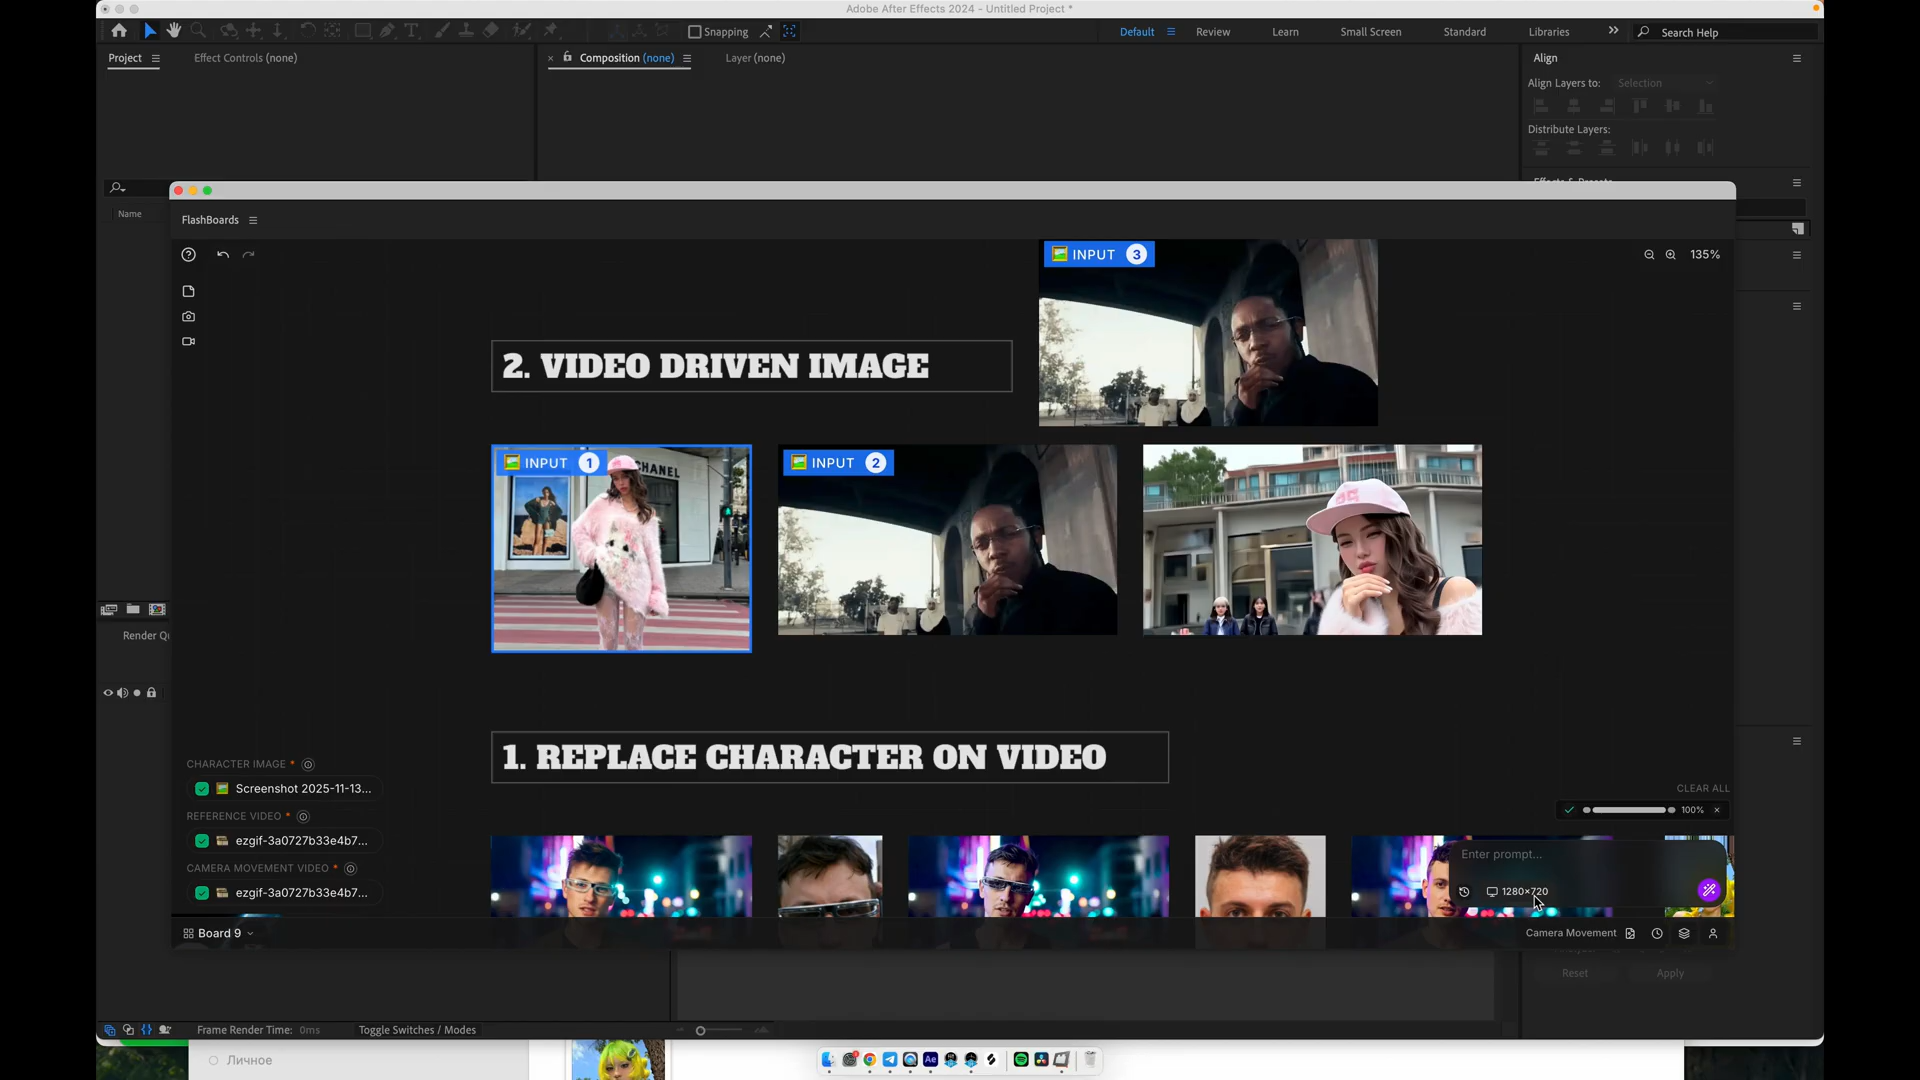 Adobe After Effects 2024 - Untitled Project *
Snapping
Default
Review
Learn
Small Screen
Standard
Libraries
Search Help
Project
Effect Controls (none)
Composition (none)
Layer (none)
Align
Align Layers to:
Selection
Distribute Layers:
Name
FlashBoards
135%
INPUT 3
2. VIDEO DRIVEN IMAGE
INPUT 1
CHANEL
INPUT 2
Render Qu
1. REPLACE CHARACTER ON VIDEO
CHARACTER IMAGE *
Screenshot 2025-11-13...
REFERENCE VIDEO *
ezgif-3a0727b33e4b7...
CAMERA MOVEMENT VIDEO *
ezgif-3a0727b33e4b7...
CLEAR ALL
100%
Enter prompt...
1280×720
Board 9
Camera Movement
Reset
Apply
Frame Render Time: 0ms
Toggle Switches / Modes
Личное